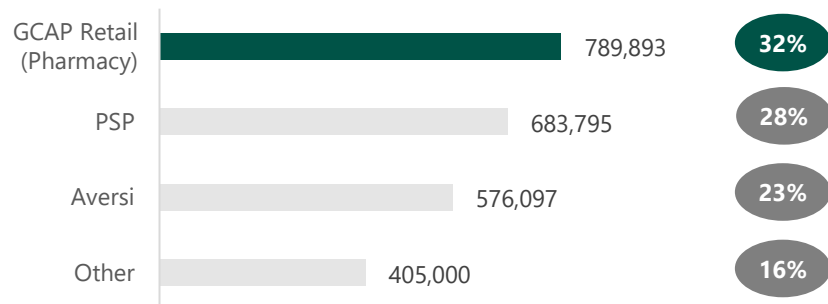 GCAP Retail
(Pharmacy)
789,893
32%
PSP
683,795
28%
Aversi
576,097
23%
Other
405,000
16%